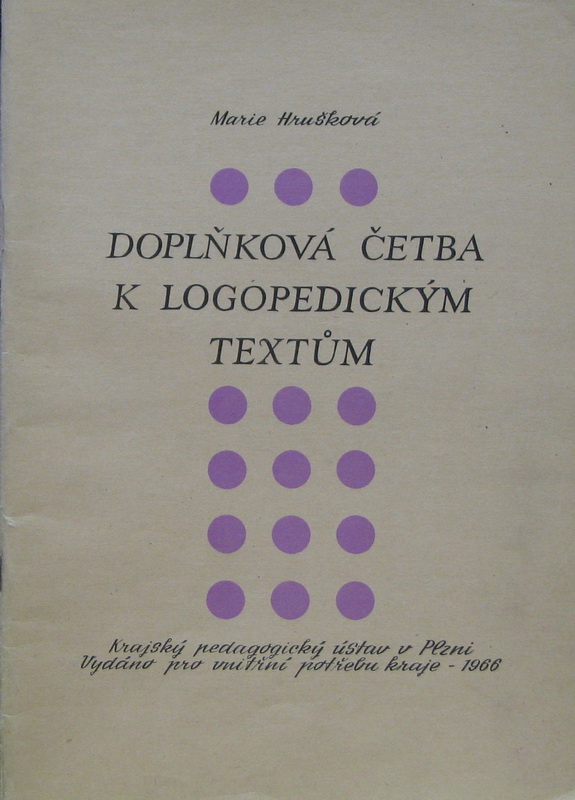 Marie Hrušková
DOPLŇKOVÁ ČETBA
K LOGOPEDICKÝM
TEXTŮM
Krajský pedagogický ústav v Plzni
Vydáno pro vnitřní potřebu kraje - 1966